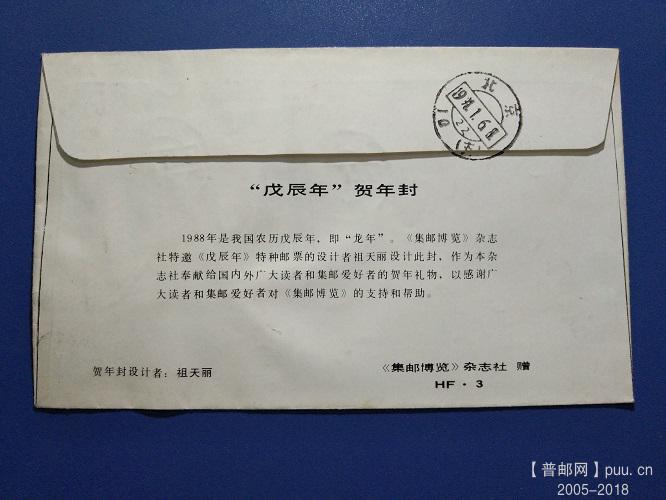 北京
“戊辰年”贺年封
1988年是我国农历戊辰年，即“龙年”。《集邮博览》杂志
社特邀《戊辰年》特种邮票的设计者祖天丽设计此封，作为本杂
志社奉献给国内外广大读者和集邮爱好者的贺年礼物，以感谢广
大读者和集邮爱好者对《集邮博览》的支持和帮助。
贺年封设计者：祖天丽
《集邮博览》杂志社 赠
HF·3
【普邮网】puu.cn
2005-2018